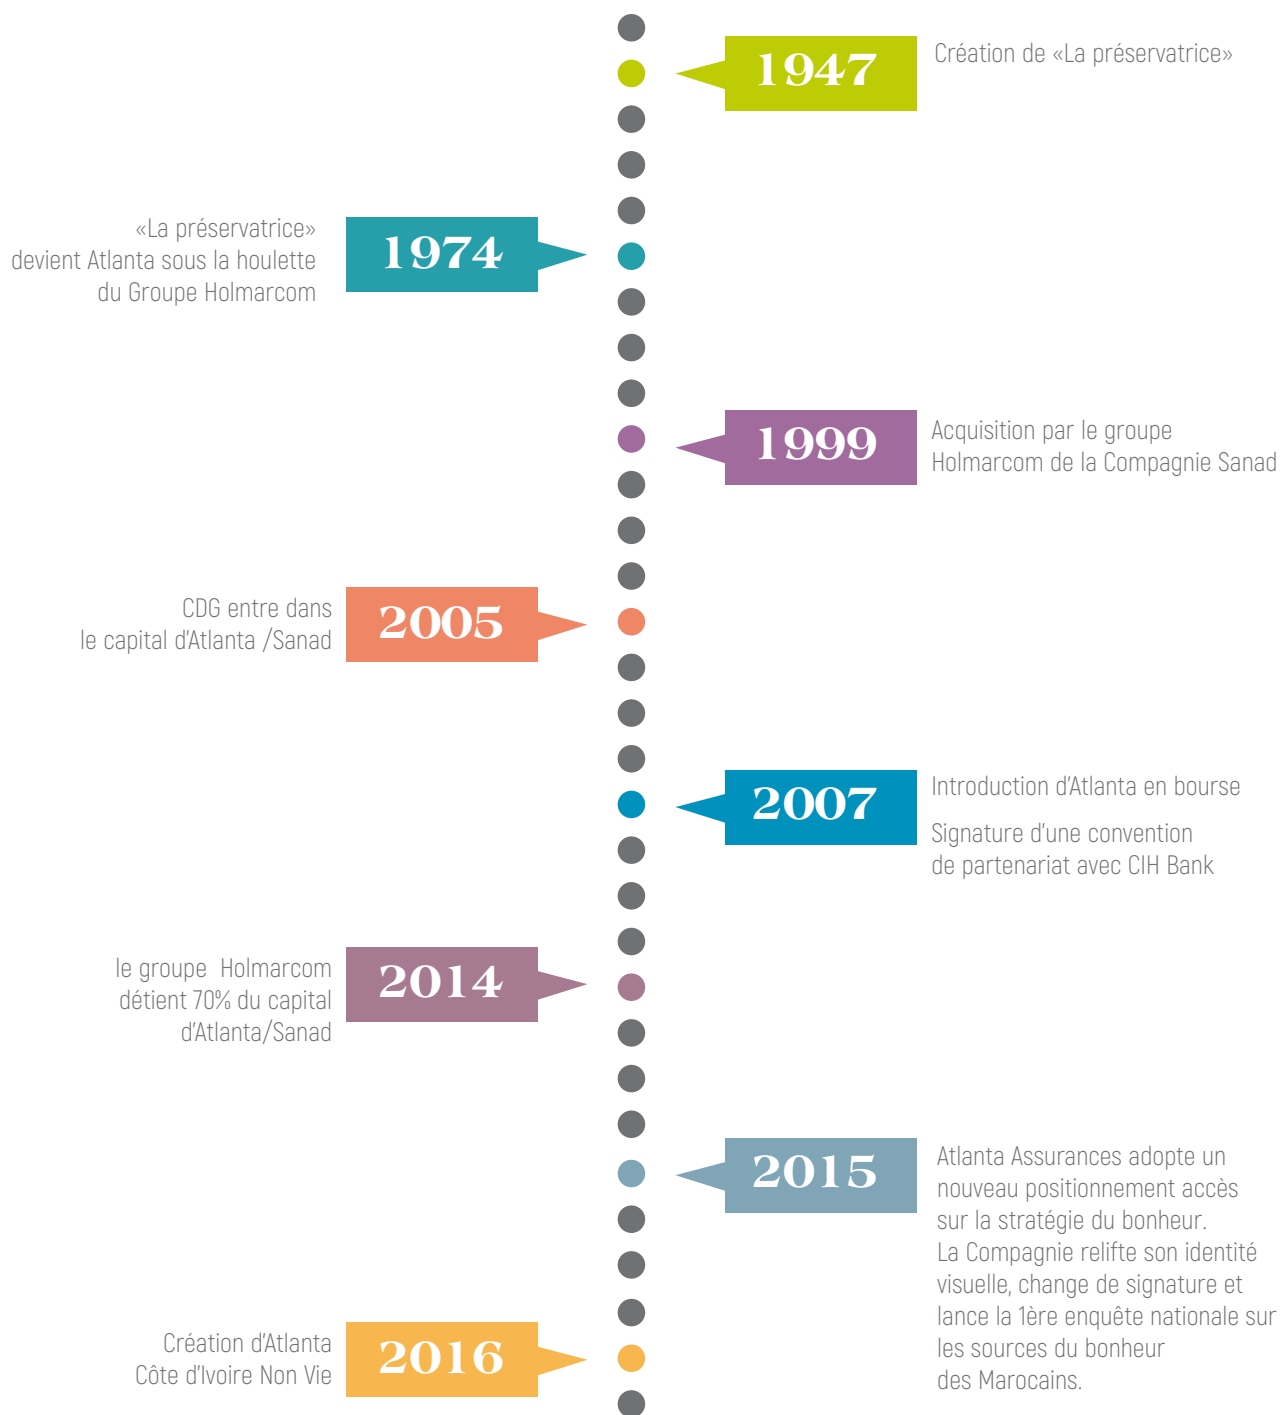 1947
Création de «La préservatrice»
«La préservatrice»
devient Atlanta sous la houlette
du Groupe Holmarcom
1974
1999
Acquisition par le groupe
Holmarcom de la Compagnie Sanad
CDG entre dans
le capital d'Atlanta /Sanad
2005
2007
Introduction d'Atlanta en bourse
Signature d'une convention
de partenariat avec CIH Bank
le groupe Holmarcom
détient 70% du capital
d'Atlanta/Sanad
2014
2015
Atlanta Assurances adopte un
nouveau positionnement accès
sur la stratégie du bonheur.
La Compagnie relifte son identité
visuelle, change de signature et
lance la 1ère enquête nationale sur
les sources du bonheur
des Marocains.
Création d'Atlanta
Côte d'Ivoire Non Vie
2016